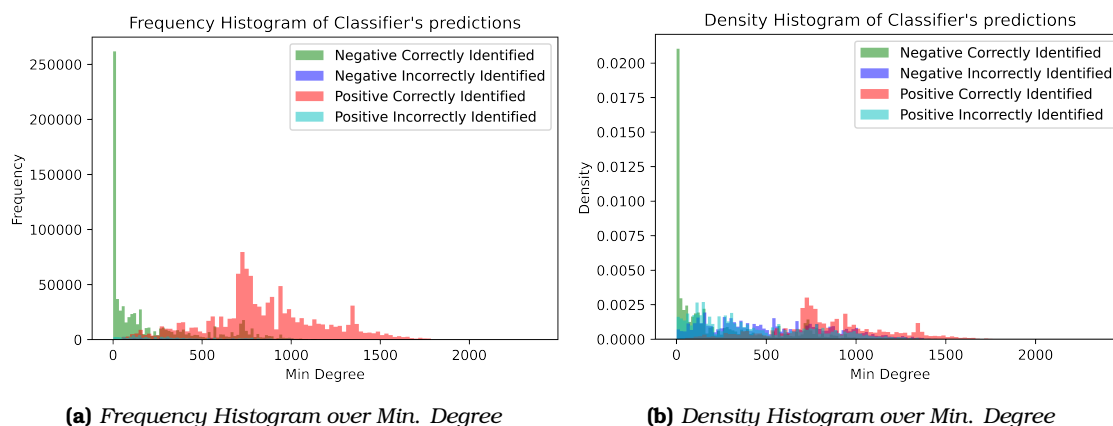 Frequency Histogram of Classifier's predictions
250000
200000
150000
100000
50000
0
Frequency
Negative Correctly Identified
Negative Incorrectly Identified
Positive Correctly Identified
Positive Incorrectly Identified
0 500 1000 1500 2000
Min Degree
(a) Frequency Histogram over Min. Degree
Density Histogram of Classifier's predictions
0.0200
0.0175
0.0150
0.0125
0.0100
0.0075
0.0050
0.0025
0.0000
Density
Negative Correctly Identified
Negative Incorrectly Identified
Positive Correctly Identified
Positive Incorrectly Identified
0 500 1000 1500 2000
Min Degree
(b) Density Histogram over Min. Degree